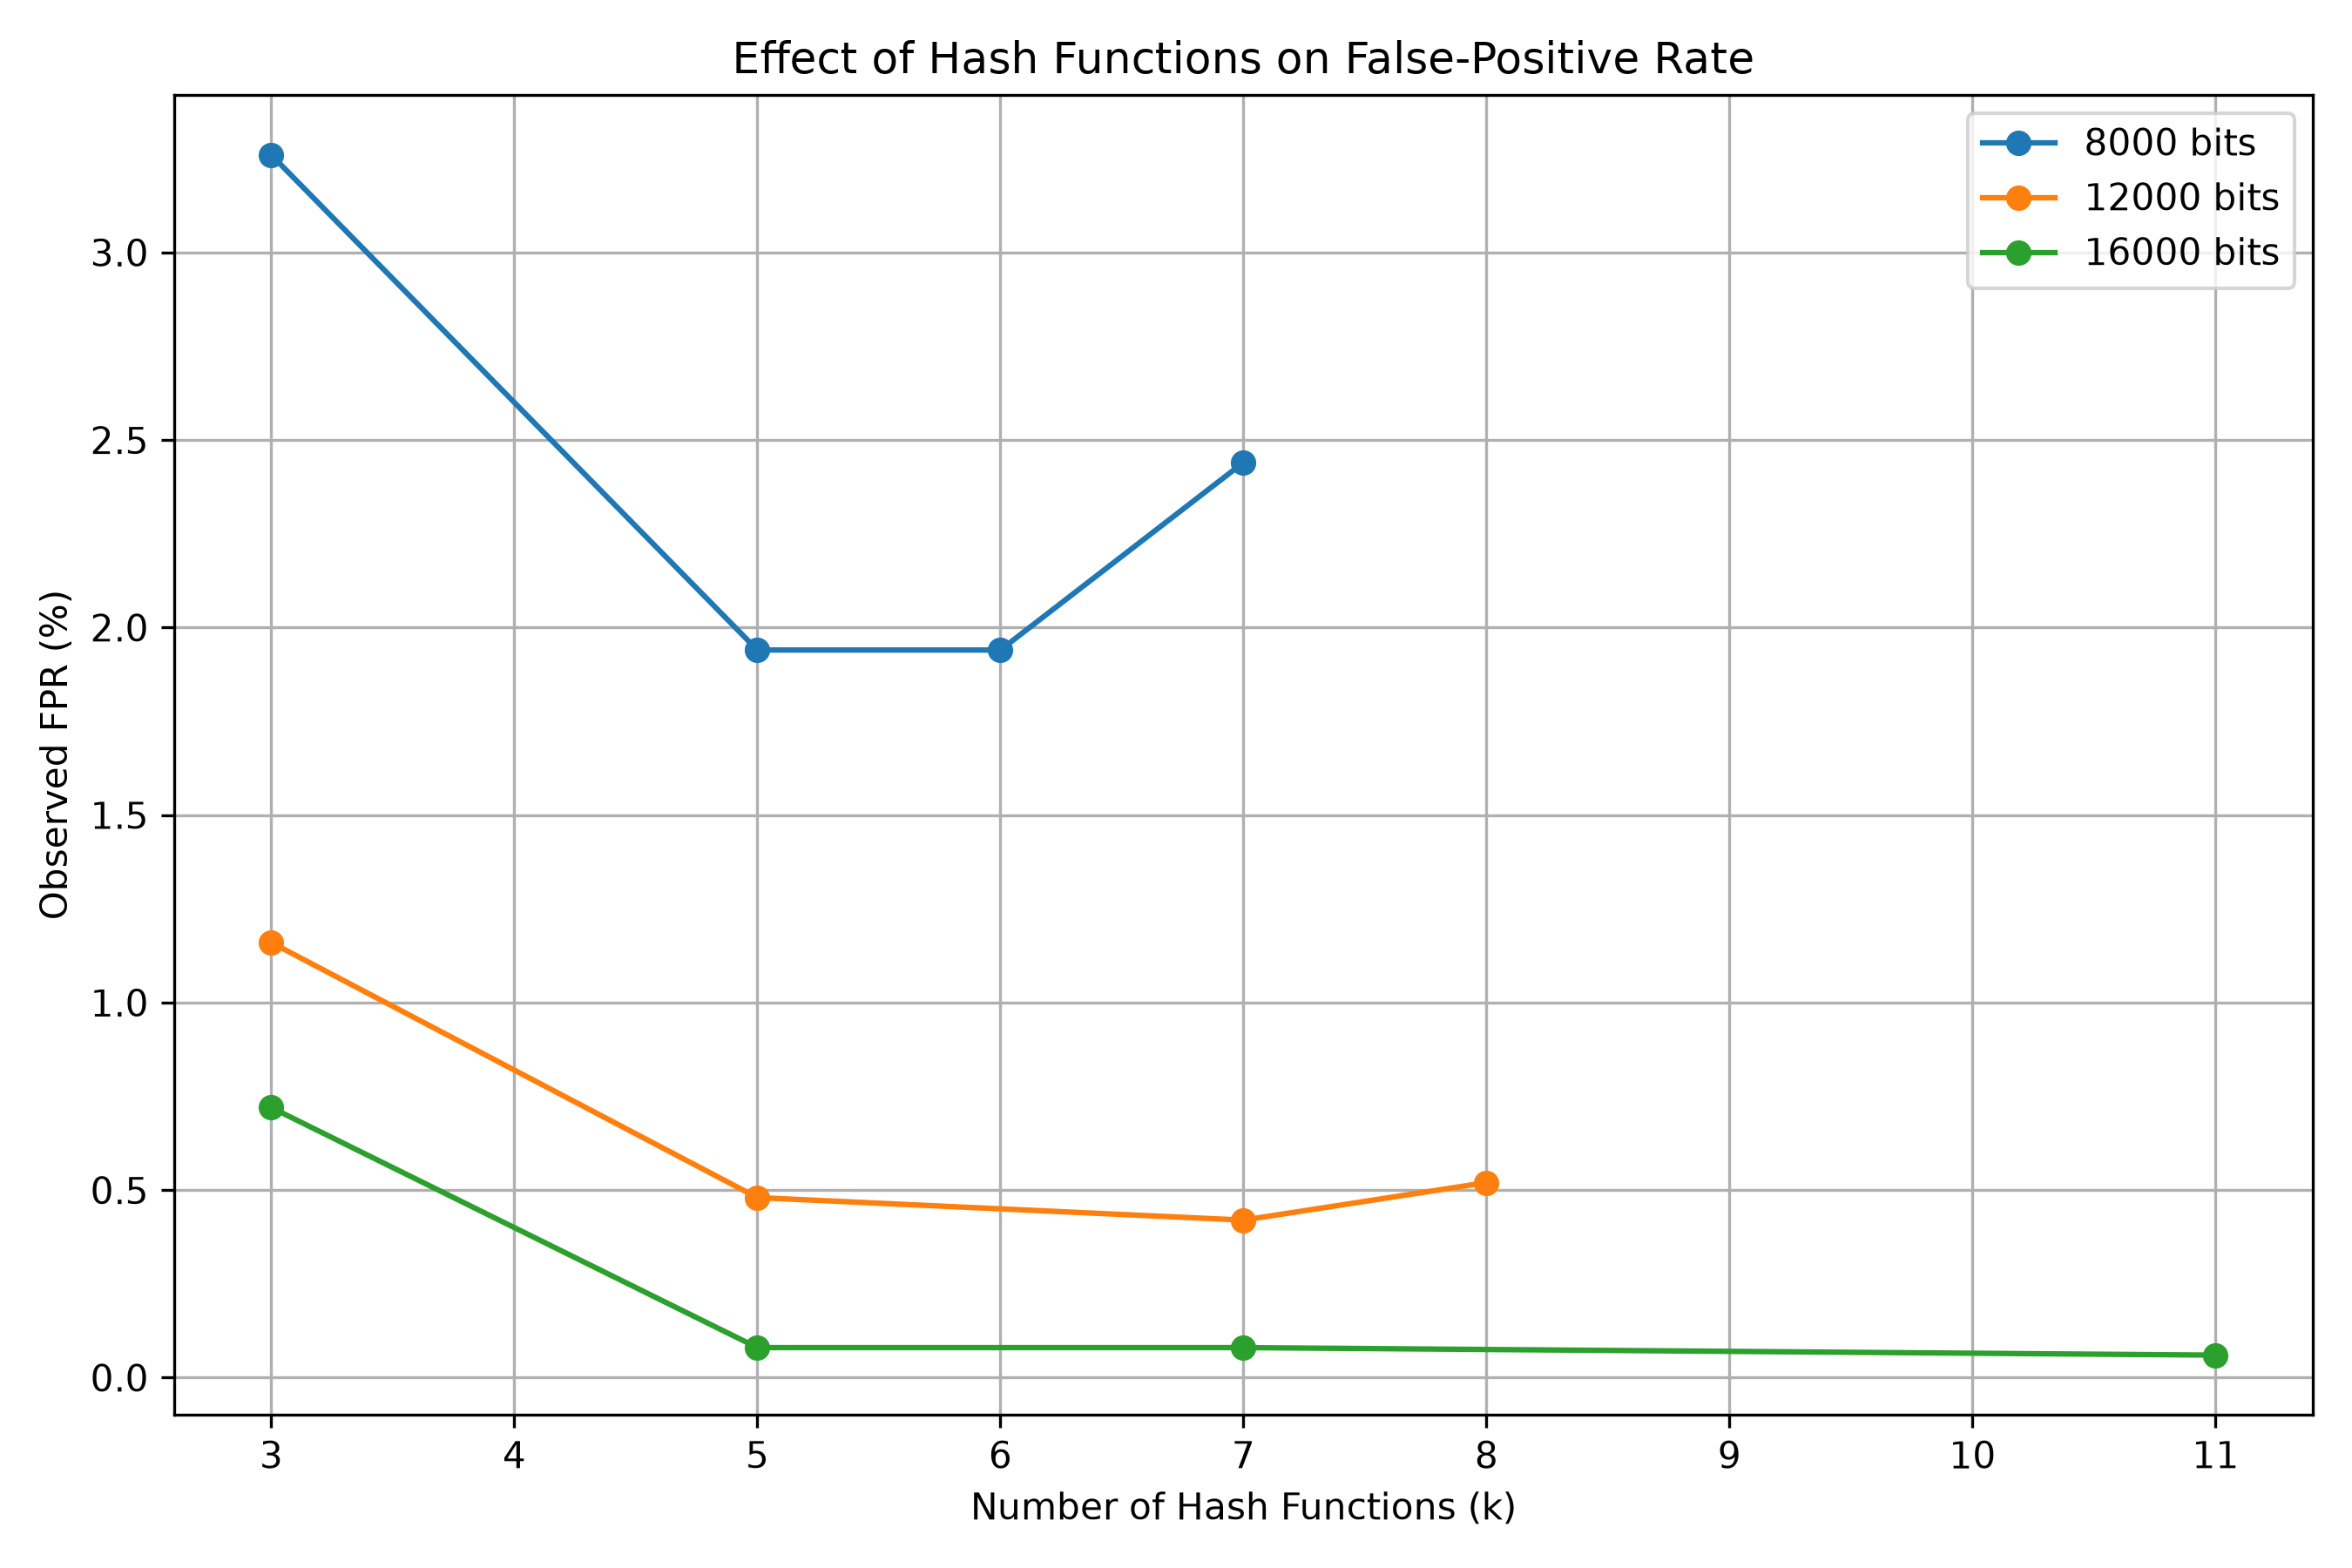 Effect of Hash Functions on False-Positive Rate
8000 bits
12000 bits
16000 bits
Observed FPR (%)
3.0
2.5
2.0
1.5
1.0
0.5
0.0
3 4 5 6 7 8 9 10 11
Number of Hash Functions (k)